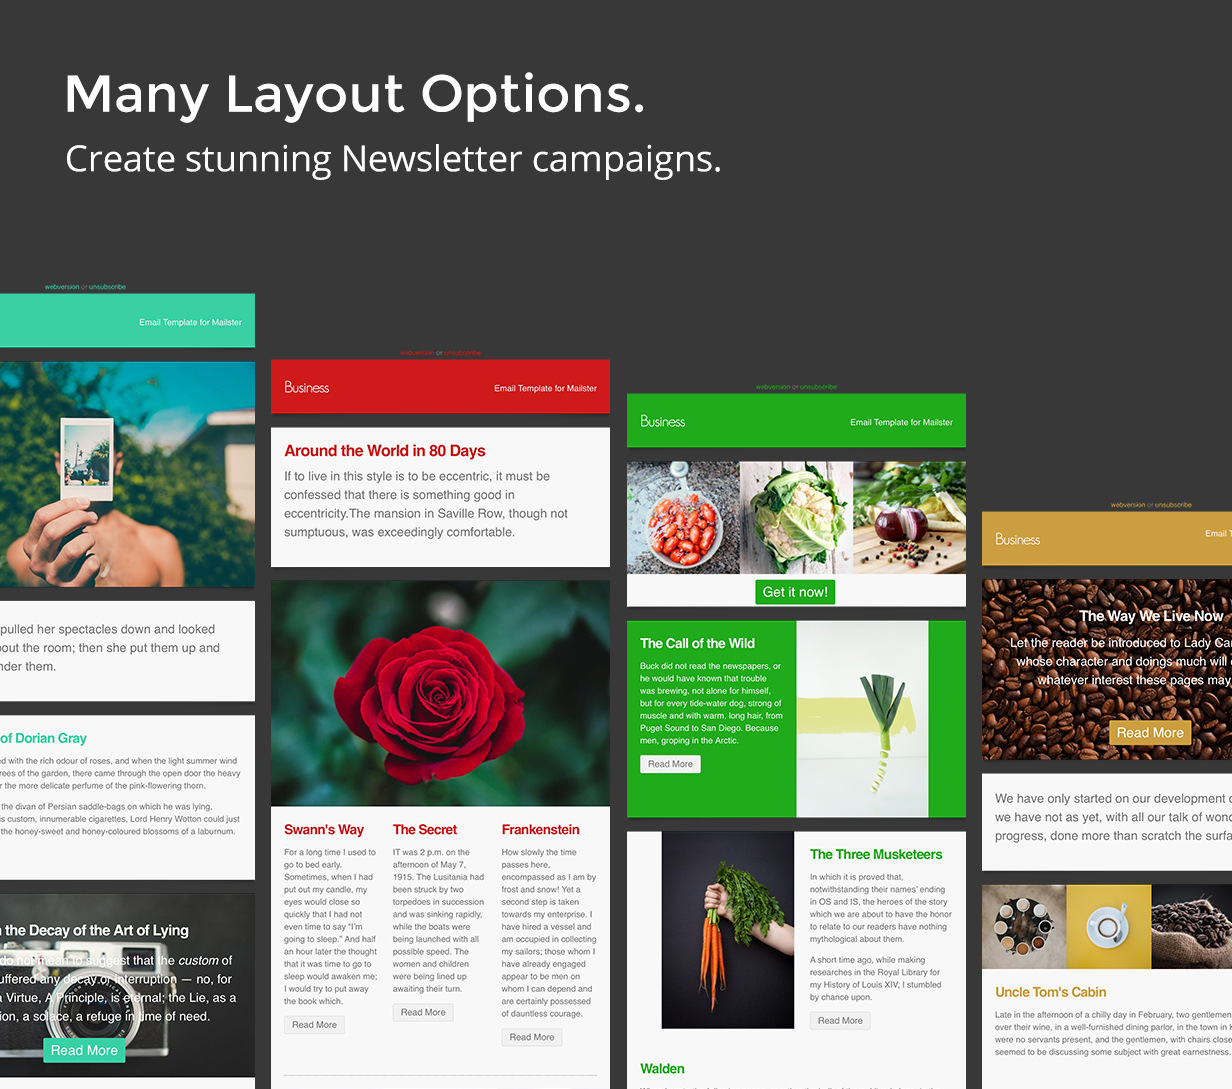 Many Layout Options.
Create stunning Newsletter campaigns.
webversion or unsubscribe
Email Template for Mailster
pulled her spectacles down and looked
out the room; then she put them up and
nder them.
of Dorian Gray
ed with the rich odour of roses, and when the light summer wind
rees of the garden, there came through the open door the heavy
r the more delicate perfume of the pink-flowering thorn.
the divan of Persian saddle-bags on which he was lying,
is custom, innumerable cigarettes, Lord Henry Wotton could just
the honey-sweet and honey-coloured blossoms of a laburnum.
the Decay of the Art of Lying
do not mean to suggest that the custom of
uffered any decay or interruption — no, for
a Virtue, A Principle, is eternal; the Lie, as a
ion, a solace, a refuge in time of need.
Read More
webversion or unsubscribe
Business
Email Template for Mailster
Around the World in 80 Days
If to live in this style is to be eccentric, it must be
confessed that there is something good in
eccentricity.The mansion in Saville Row, though not
sumptuous, was exceedingly comfortable.
Swann's Way
For a long time I used to
go to bed early.
Sometimes, when I had
put out my candle, my
eyes would close so
quickly that I had not
even time to say "I'm
going to sleep." And half
an hour later the thought
that it was time to go to
sleep would awaken me;
I would try to put away
the book which.
Read More
The Secret
IT was 2 p.m. on the
afternoon of May 7,
1915. The Lusitania had
been struck by two
torpedoes in succession
and was sinking rapidly,
while the boats were
being launched with all
possible speed. The
women and children
were being lined up
awaiting their turn.
Read More
Frankenstein
How slowly the time
passes here,
encompassed as I am by
frost and snow! Yet a
second step is taken
towards my enterprise. I
have hired a vessel and
am occupied in collecting
my sailors; those whom I
have already engaged
appear to be men on
whom I can depend and
are certainly possessed
of dauntless courage.
Read More
webversion or unsubscribe
Business
Email Template for Mailster
Get it now!
The Call of the Wild
Buck did not read the newspapers, or
he would have known that trouble
was brewing, not alone for himself,
but for every tide-water dog, strong of
muscle and with warm, long hair, from
Puget Sound to San Diego. Because
men, groping in the Arctic.
Read More
The Three Musketeers
In which it is proved that,
notwithstanding their names' ending
in OS and IS, the heroes of the story
which we are about to have the honor
to relate to our readers have nothing
mythological about them.
A short time ago, while making
researches in the Royal Library for
my History of Louis XIV, I stumbled
by chance upon.
Read More
Walden
webversion or unsubscribe
Business
Email T
The Way We Live Now
Let the reader be introduced to Lady Car
whose character and doings much will
whatever interest these pages may
Read More
We have only started on our development
we have not as yet, with all our talk of wond
progress, done more than scratch the surfa
Uncle Tom's Cabin
Late in the afternoon of a chilly day in February, two gentlemen
over their wine, in a well-furnished dining parlor, in the town in
were no servants present, and the gentlemen, with chairs close
seemed to be discussing some subject with great earnestness.